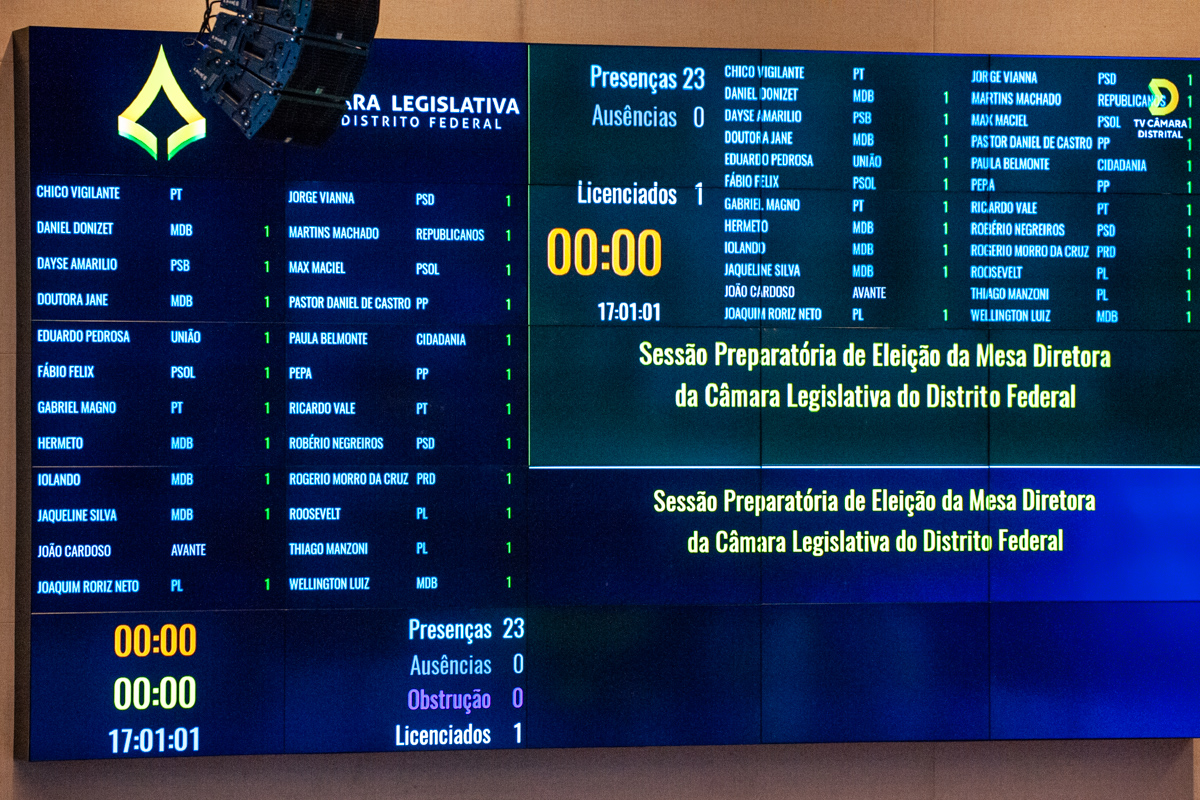 LEGISLATIVA
DISTRITO FEDERAL
CHICO VIGILANTE PT JORGE VIANNA PSD 1
DANIEL DONIZET MDB 1 MARTINS MACHADO REPUBLICANOS 1
DAYSE AMARILIO PSB 1 MAX MACIEL PSOL 1
DOUTORA JANE MDB 1 PASTOR DANIEL DE CASTRO PP 1
EDUARDO PEDROSA UNIÃO 1 PAULA BELMONTE CIDADANIA 1
FÁBIO FELIX PSOL 1 PEPA PP 1
GABRIEL MAGNO PT 1 RICARDO VALE PT 1
HERMETO MDB 1 ROBÉRIO NEGREIROS PSD 1
IOLANDO MDB 1 ROGERIO MORRO DA CRUZ PRD 1
JAQUELINE SILVA MDB 1 ROOSEVELT PL 1
JOÃO CARDOSO AVANTE THIAGO MANZONI PL 1
JOAQUIM RORIZ NETO PL 1 WELLINGTON LUIZ MDB 1
00:00
00:00
17:01:01
Presenças 23
Ausências 0
Obstrução 0
Licenciados 1
Presenças 23
Ausências 0
Licenciados 1
00:00
17:01:01
CHICO VIGILANTE PT JORGE VIANNA PSD 1
DANIEL DONIZET MDB 1 MARTINS MACHADO REPUBLICANOS 1
DAYSE AMARILIO PSB 1 MAX MACIEL PSOL 1
DOUTORA JANE MDB 1 PASTOR DANIEL DE CASTRO PP 1
EDUARDO PEDROSA UNIÃO 1 PAULA BELMONTE CIDADANIA 1
FÁBIO FELIX PSOL 1 PEPA PP 1
GABRIEL MAGNO PT 1 RICARDO VALE PT 1
HERMETO MDB 1 ROBÉRIO NEGREIROS PSD 1
IOLANDO MDB 1 ROGERIO MORRO DA CRUZ PRD 1
JAQUELINE SILVA MDB 1 ROOSEVELT PL 1
JOÃO CARDOSO AVANTE THIAGO MANZONI PL 1
JOAQUIM RORIZ NETO PL 1 WELLINGTON LUIZ MDB 1
TV CÂMARA
DISTRITAL
Sessão Preparatória de Eleição da Mesa Diretora
da Câmara Legislativa do Distrito Federal
Sessão Preparatória de Eleição da Mesa Diretora
da Câmara Legislativa do Distrito Federal